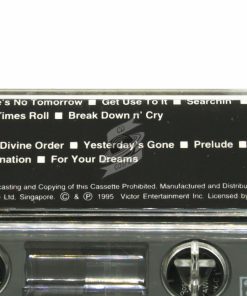 's No Tomorrow ■ Get Use To It ■ Searchin'
Times Roll ■ Break Down n' Cry
Divine Order ■ Yesterday's Gone ■ Prelude ■
nation ■ For Your Dreams
casting and Copying of this Cassette Prohibited. Manufactured and Distribu
Ltd, Singapore. © & ℗ 1995 Victor Entertainment Inc. Licensed by